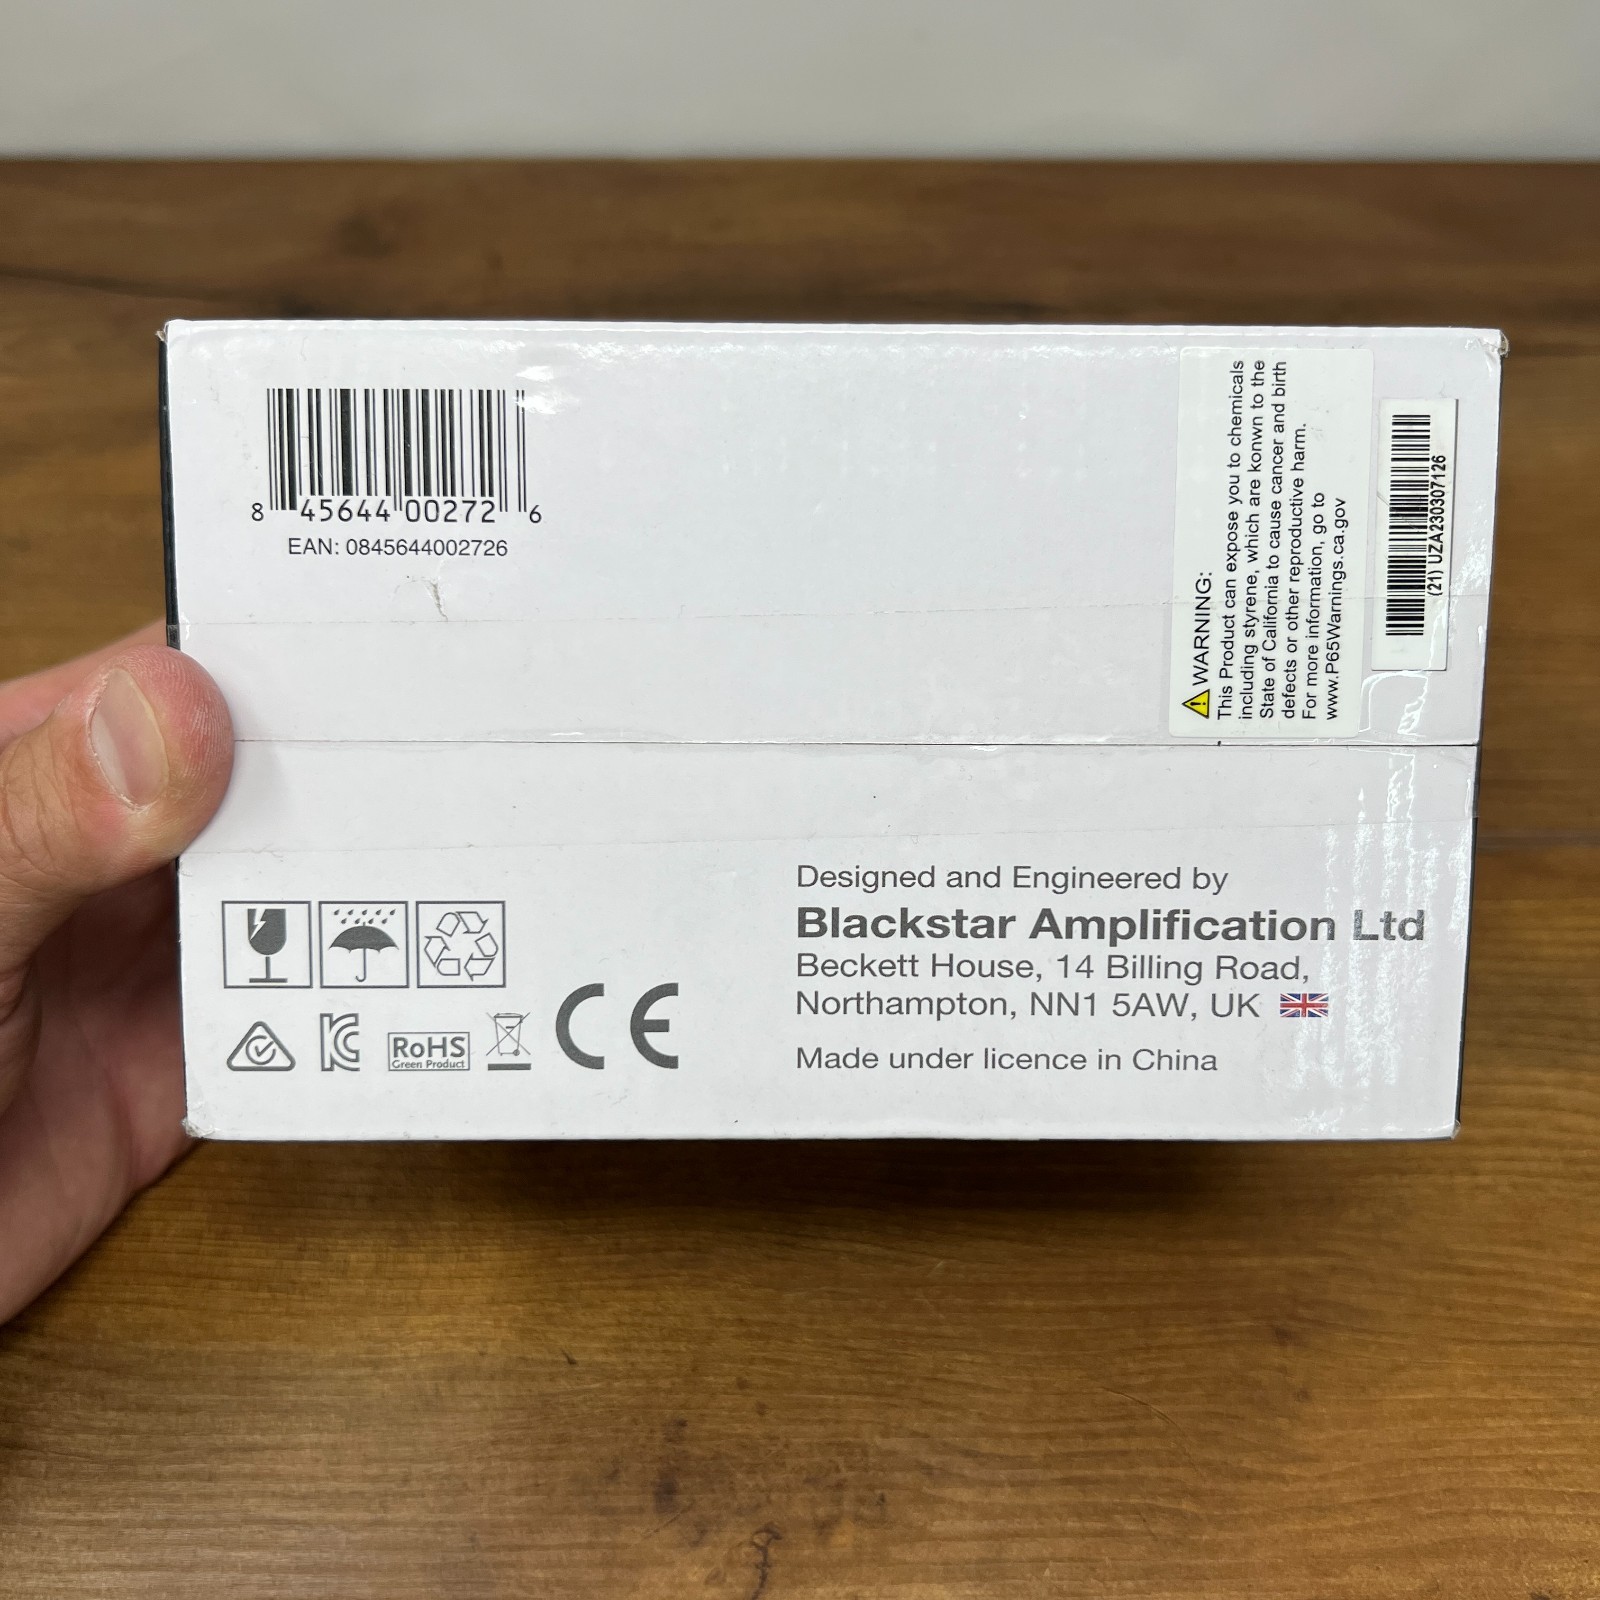 8 45644 00272 6
EAN: 0845644002726
WARNING:
This Product can expose you to chemicals
including styrene, which are konwn to the
State of California to cause cancer and birth
defects or other reproductive harm.
For more information, go to
www.P65Warnings.ca.gov
(21) UZA230307126
Designed and Engineered by
Blackstar Amplification Ltd
Beckett House, 14 Billing Road,
Northampton, NN1 5AW, UK
Made under licence in China
RoHS
Green Product
CE